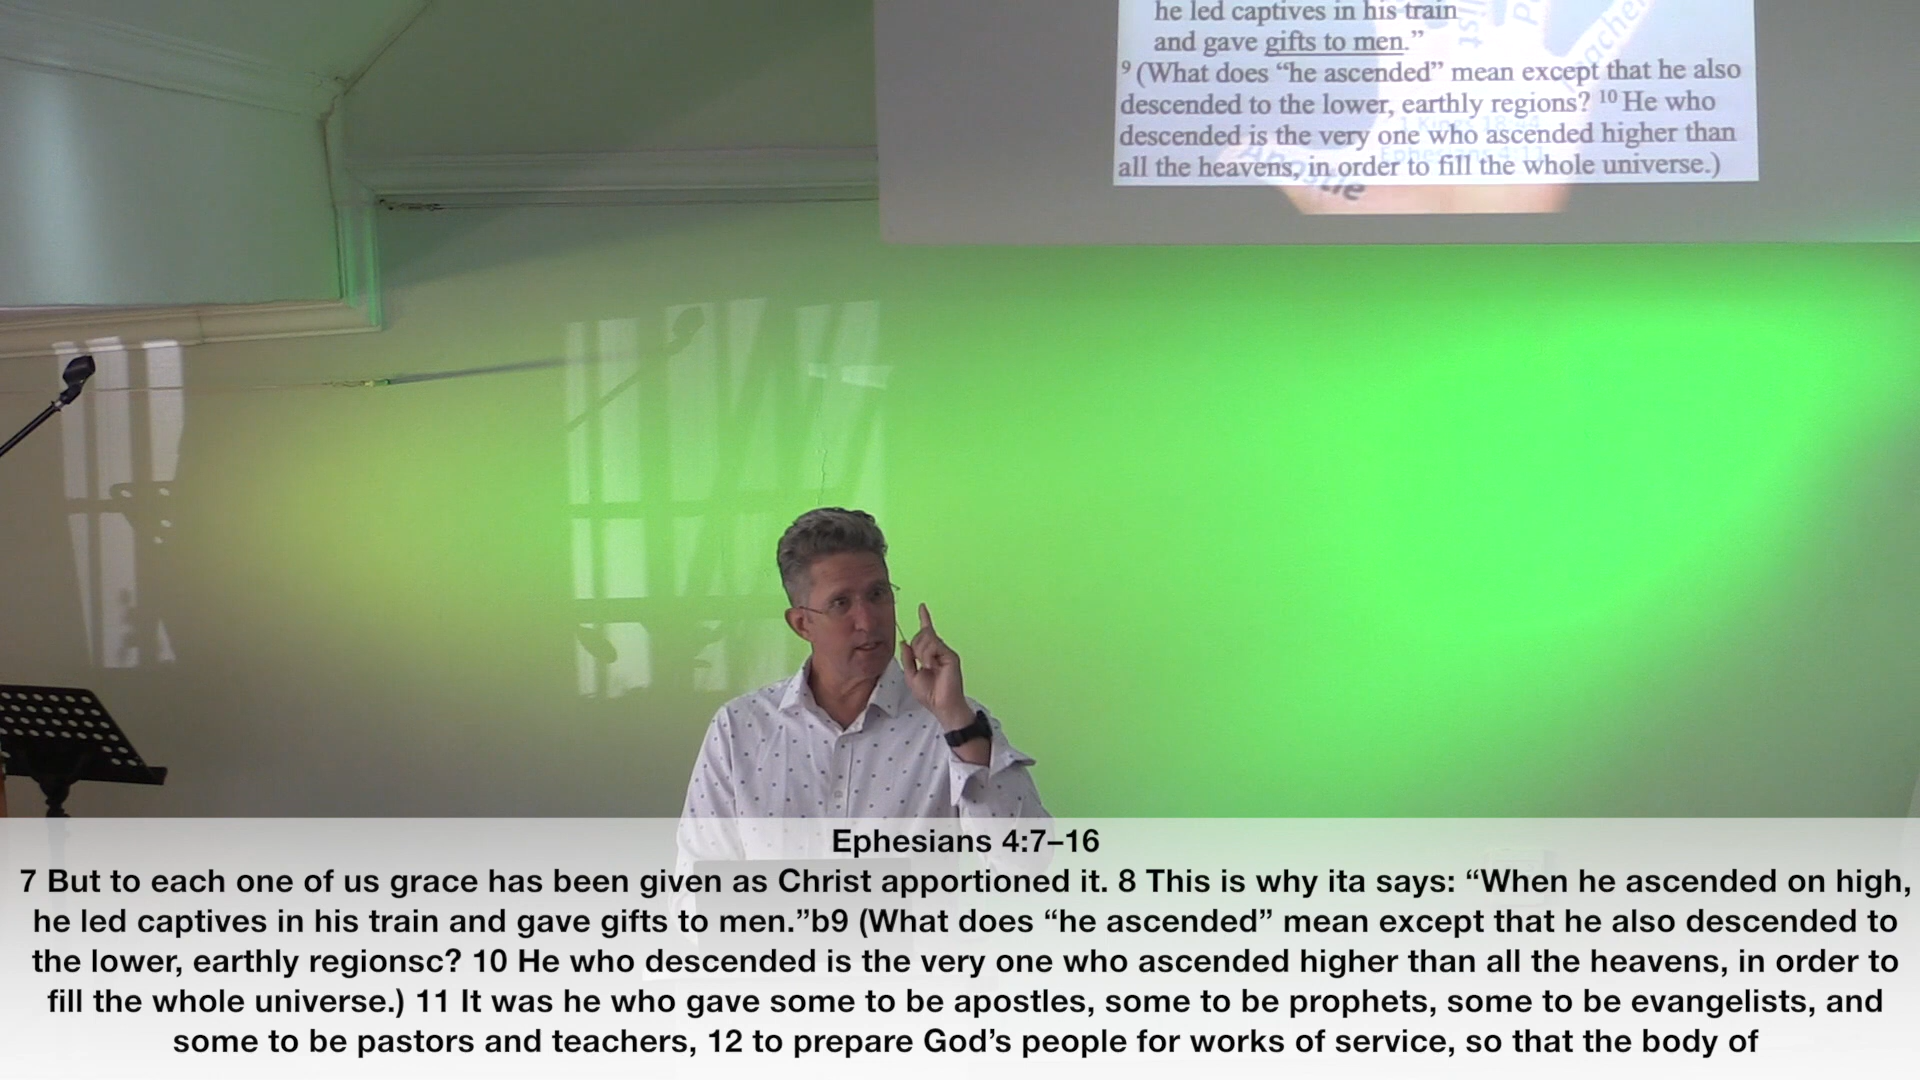 he led captives in his train
and gave gifts to men.”
9 (What does “he ascended” mean except that he also
descended to the lower, earthly regions? 10 He who
descended is the very one who ascended higher than
all the heavens, in order to fill the whole universe.)
Apostle
Teacher
Ephesians 4:7–16
7 But to each one of us grace has been given as Christ apportioned it. 8 This is why ita says: “When he ascended on high,
he led captives in his train and gave gifts to men.”b9 (What does “he ascended” mean except that he also descended to
the lower, earthly regionsc? 10 He who descended is the very one who ascended higher than all the heavens, in order to
fill the whole universe.) 11 It was he who gave some to be apostles, some to be prophets, some to be evangelists, and
some to be pastors and teachers, 12 to prepare God’s people for works of service, so that the body of